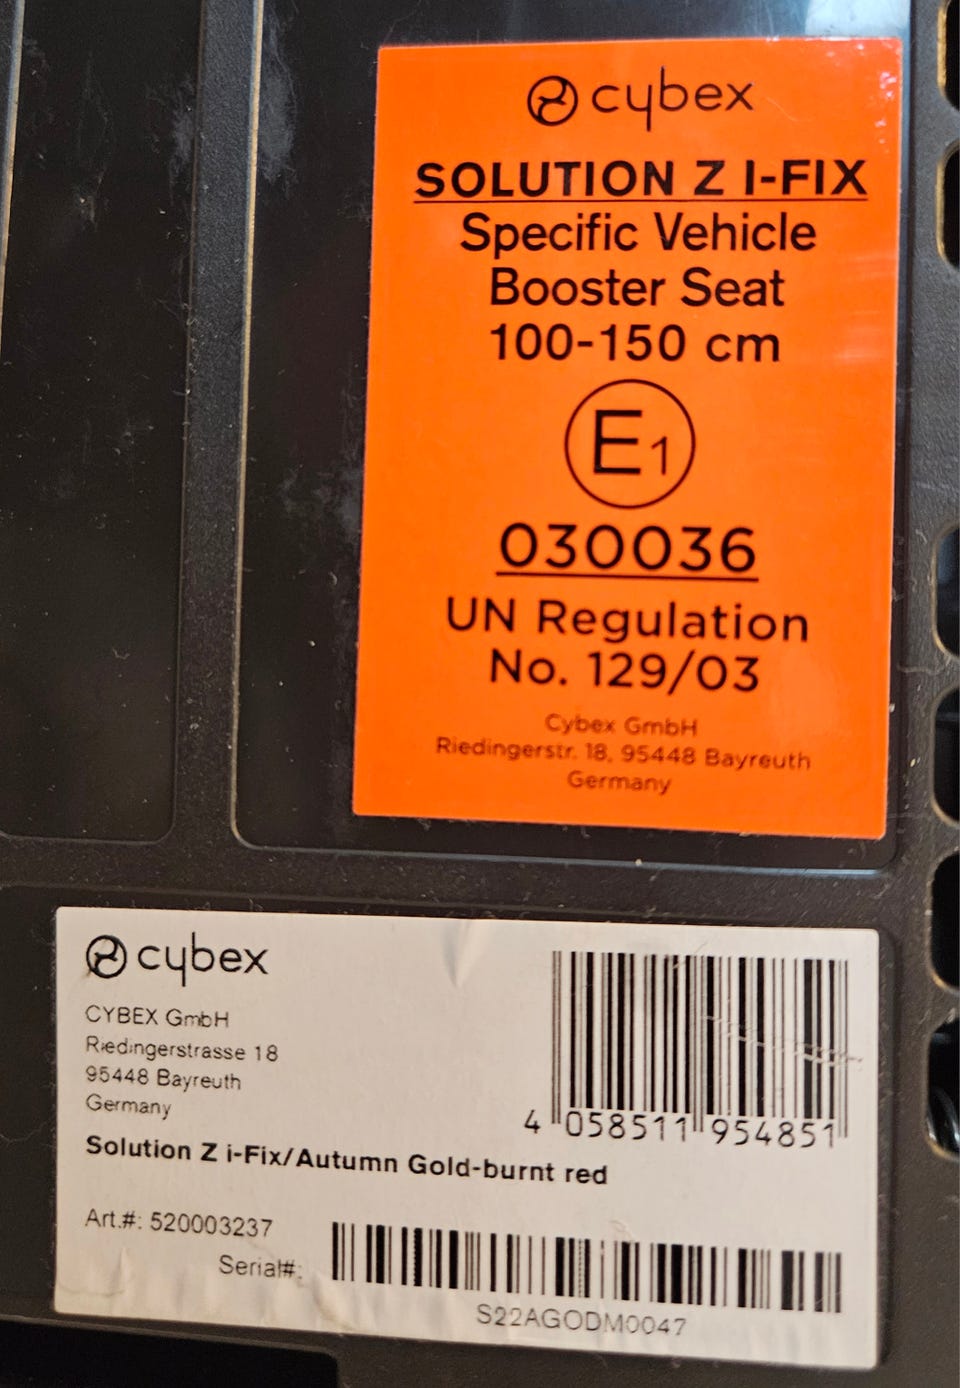 cybex
SOLUTION Z I-FIX
Specific Vehicle
Booster Seat
100-150 cm
E1
030036
UN Regulation
No. 129/03
Cybex GmbH
Riedingerstr. 18, 95448 Bayreuth
Germany
cybex
CYBEX GmbH
Riedingerstrasse 18
95448 Bayreuth
Germany
4 058511 954851
Solution Z i-Fix/Autumn Gold-burnt red
Art.#: 520003237
Serial#:
S22AGODM0047